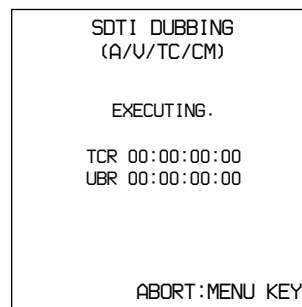 SDTI DUBBING
(A/V/TC/CM)
EXECUTING.
TCR 00:00:00:00
UBR 00:00:00:00
ABORT:MENU KEY